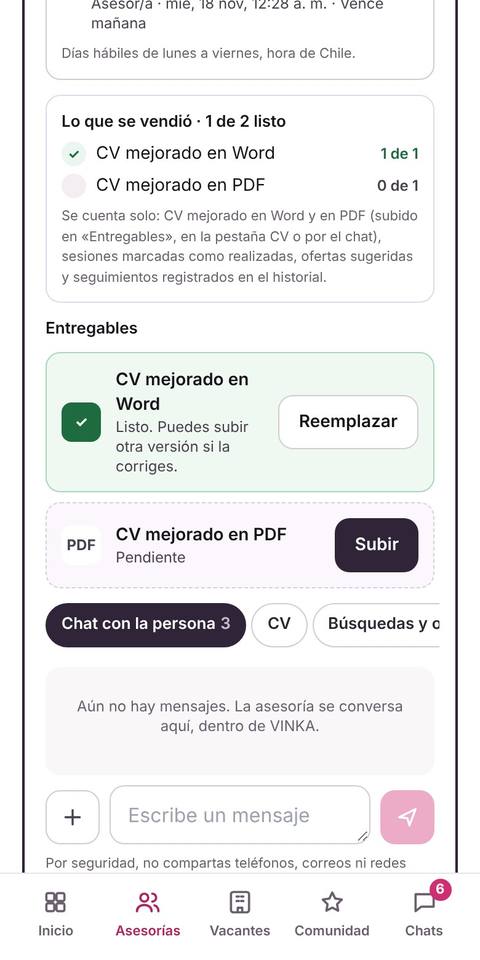 Asesor/a · mié, 18 nov, 12:28 a. m. · Vence
mañana
Días hábiles de lunes a viernes, hora de Chile.
Lo que se vendió · 1 de 2 listo
CV mejorado en Word 1 de 1
CV mejorado en PDF 0 de 1
Se cuenta solo: CV mejorado en Word y en PDF (subido
en «Entregables», en la pestaña CV o por el chat),
sesiones marcadas como realizadas, ofertas sugeridas
y seguimientos registrados en el historial.
Entregables
CV mejorado en
Word
Listo. Puedes subir
otra versión si la
corriges.
Reemplazar
PDF
CV mejorado en PDF
Pendiente
Subir
Chat con la persona 3
CV
Búsquedas y o
Aún no hay mensajes. La asesoría se conversa
aquí, dentro de VINKA.
Escribe un mensaje
Por seguridad, no compartas teléfonos, correos ni redes
6
Inicio Asesorías Vacantes Comunidad Chats